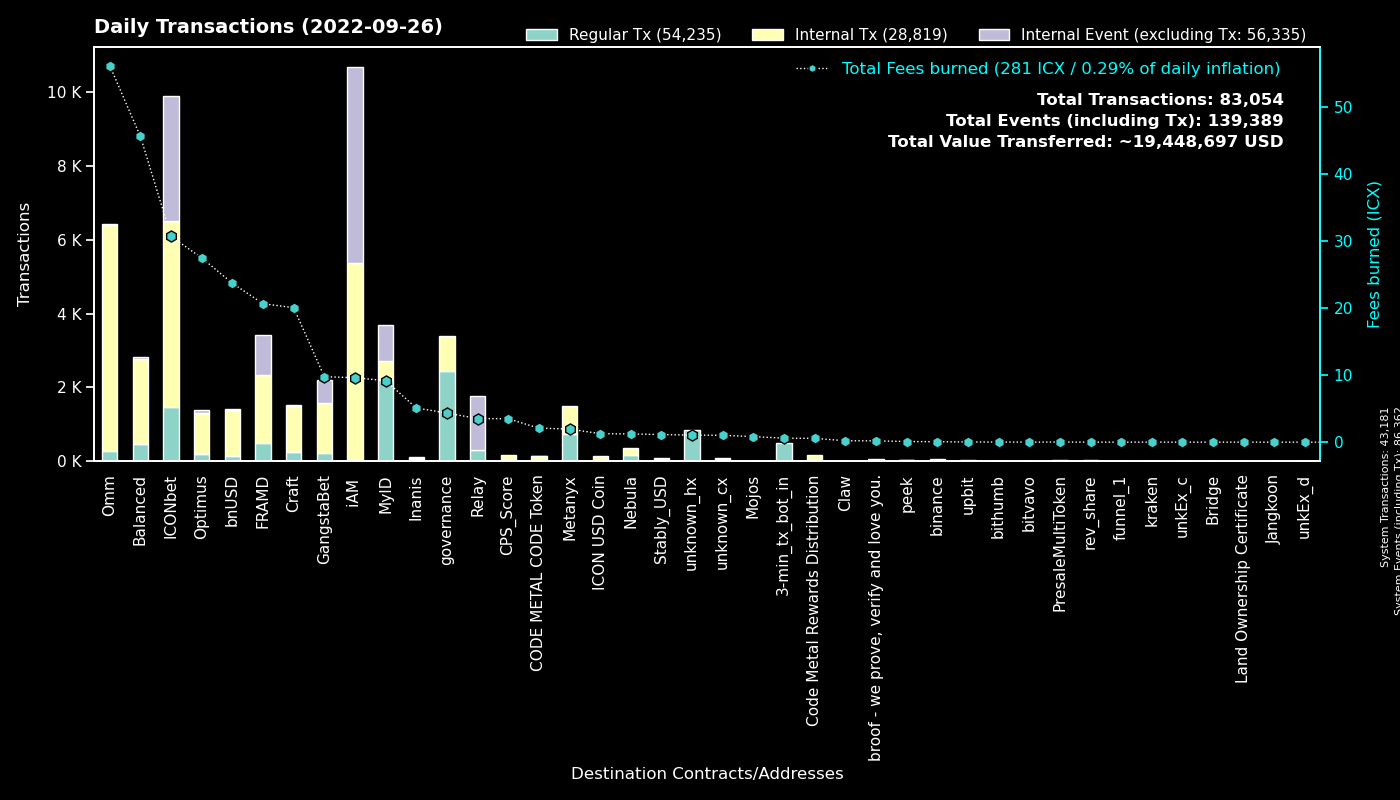 Daily Transactions (2022-09-26)
Regular Tx (54,235)
Internal Tx (28,819)
Internal Event (excluding Tx: 56,335)
Total Fees burned (281 ICX / 0.29% of daily inflation)
Total Transactions: 83,054
Total Events (including Tx): 139,389
Total Value Transferred: ~19,448,697 USD
Transactions
10 K
8 K
6 K
4 K
2 K
0 K
50
40
30
20
10
0
Fees burned (ICX)
Omm
Balanced
ICONbet
Optimus
bnUSD
FRAMD
Craft
GangstaBet
iAM
MyID
Inanis
governance
Relay
CPS_Score
CODE METAL CODE Token
Metanyx
ICON USD Coin
Nebula
Stably_USD
unknown_hx
unknown_cx
Mojos
3-min_tx_bot_in
Code Metal Rewards Distribution
Claw
broof - we prove, verify and love you.
peek
binance
upbit
bithumb
bitvavo
PresaleMultiToken
rev_share
funnel_1
kraken
unkEx_c
Bridge
Land Ownership Certificate
Jangkoon
unkEx_d
Destination Contracts/Addresses
System Transactions: 43,181
System Events (including Tx): 86,362